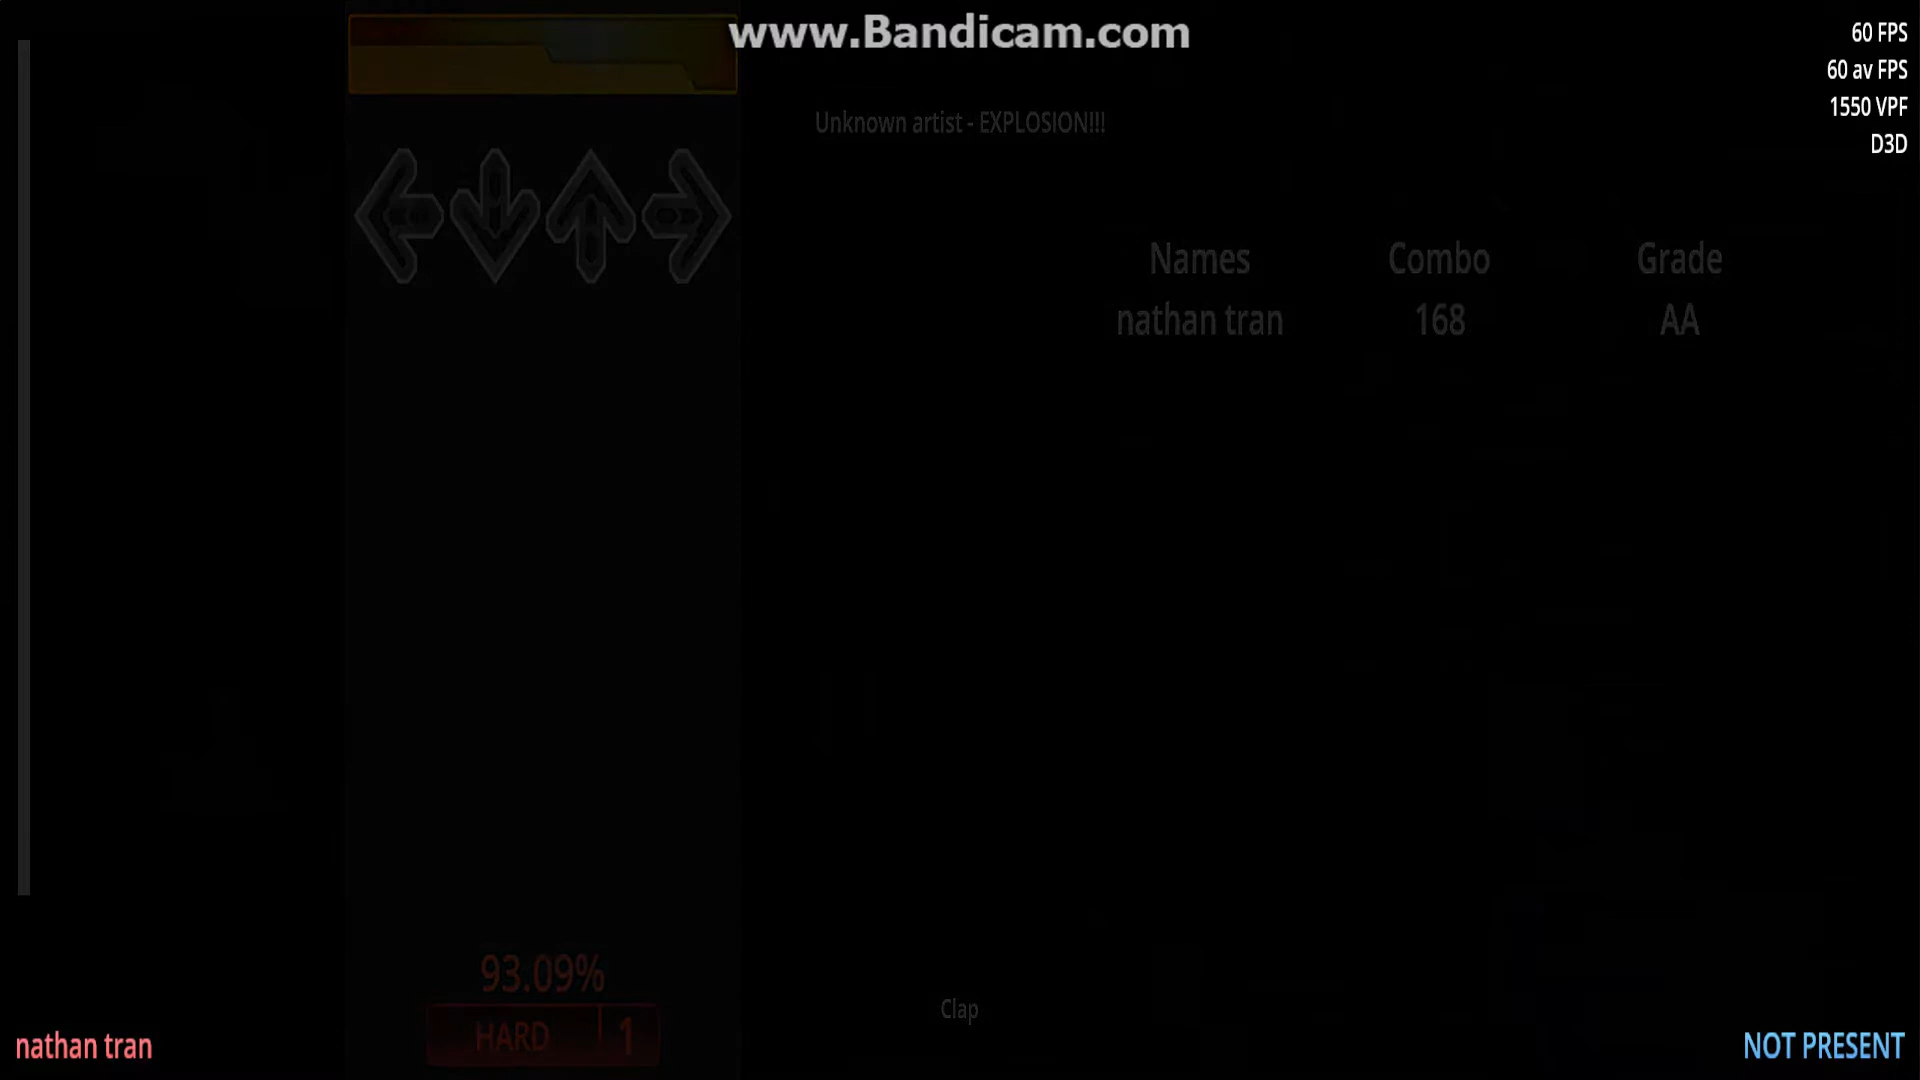 www.Bandicam.com
60 FPS
60 av FPS
1550 VPF
D3D
Unknown artist - EXPLOSION!!!
Names Combo Grade
nathan tran 168 AA
93.09%
HARD 1
Clap
nathan tran
NOT PRESENT